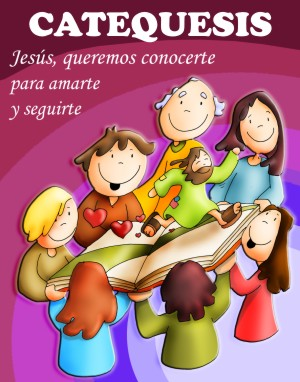 CATEQUESIS
Jesús, queremos conocerte
para amarte
y seguirte